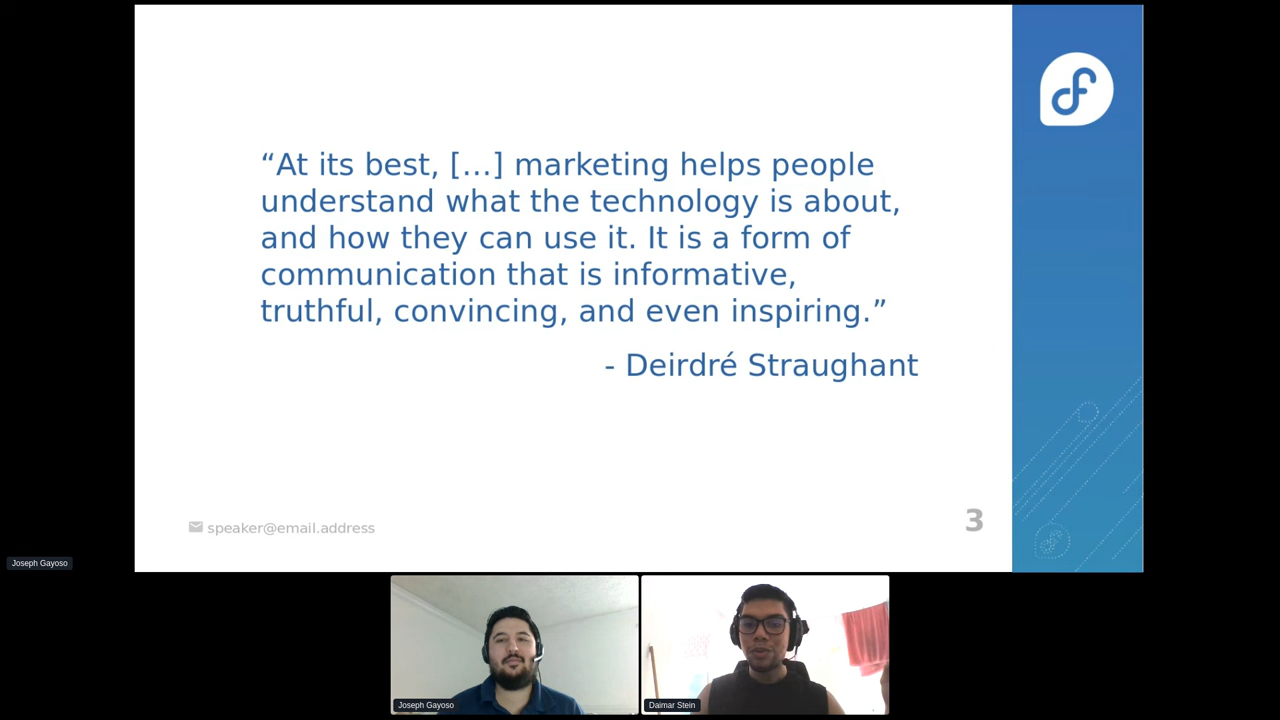 “At its best, [...] marketing helps people
understand what the technology is about,
and how they can use it. It is a form of
communication that is informative,
truthful, convincing, and even inspiring.”
- Deirdré Straughant
speaker@email.address
3
Joseph Gayoso
Joseph Gayoso
Daimar Stein